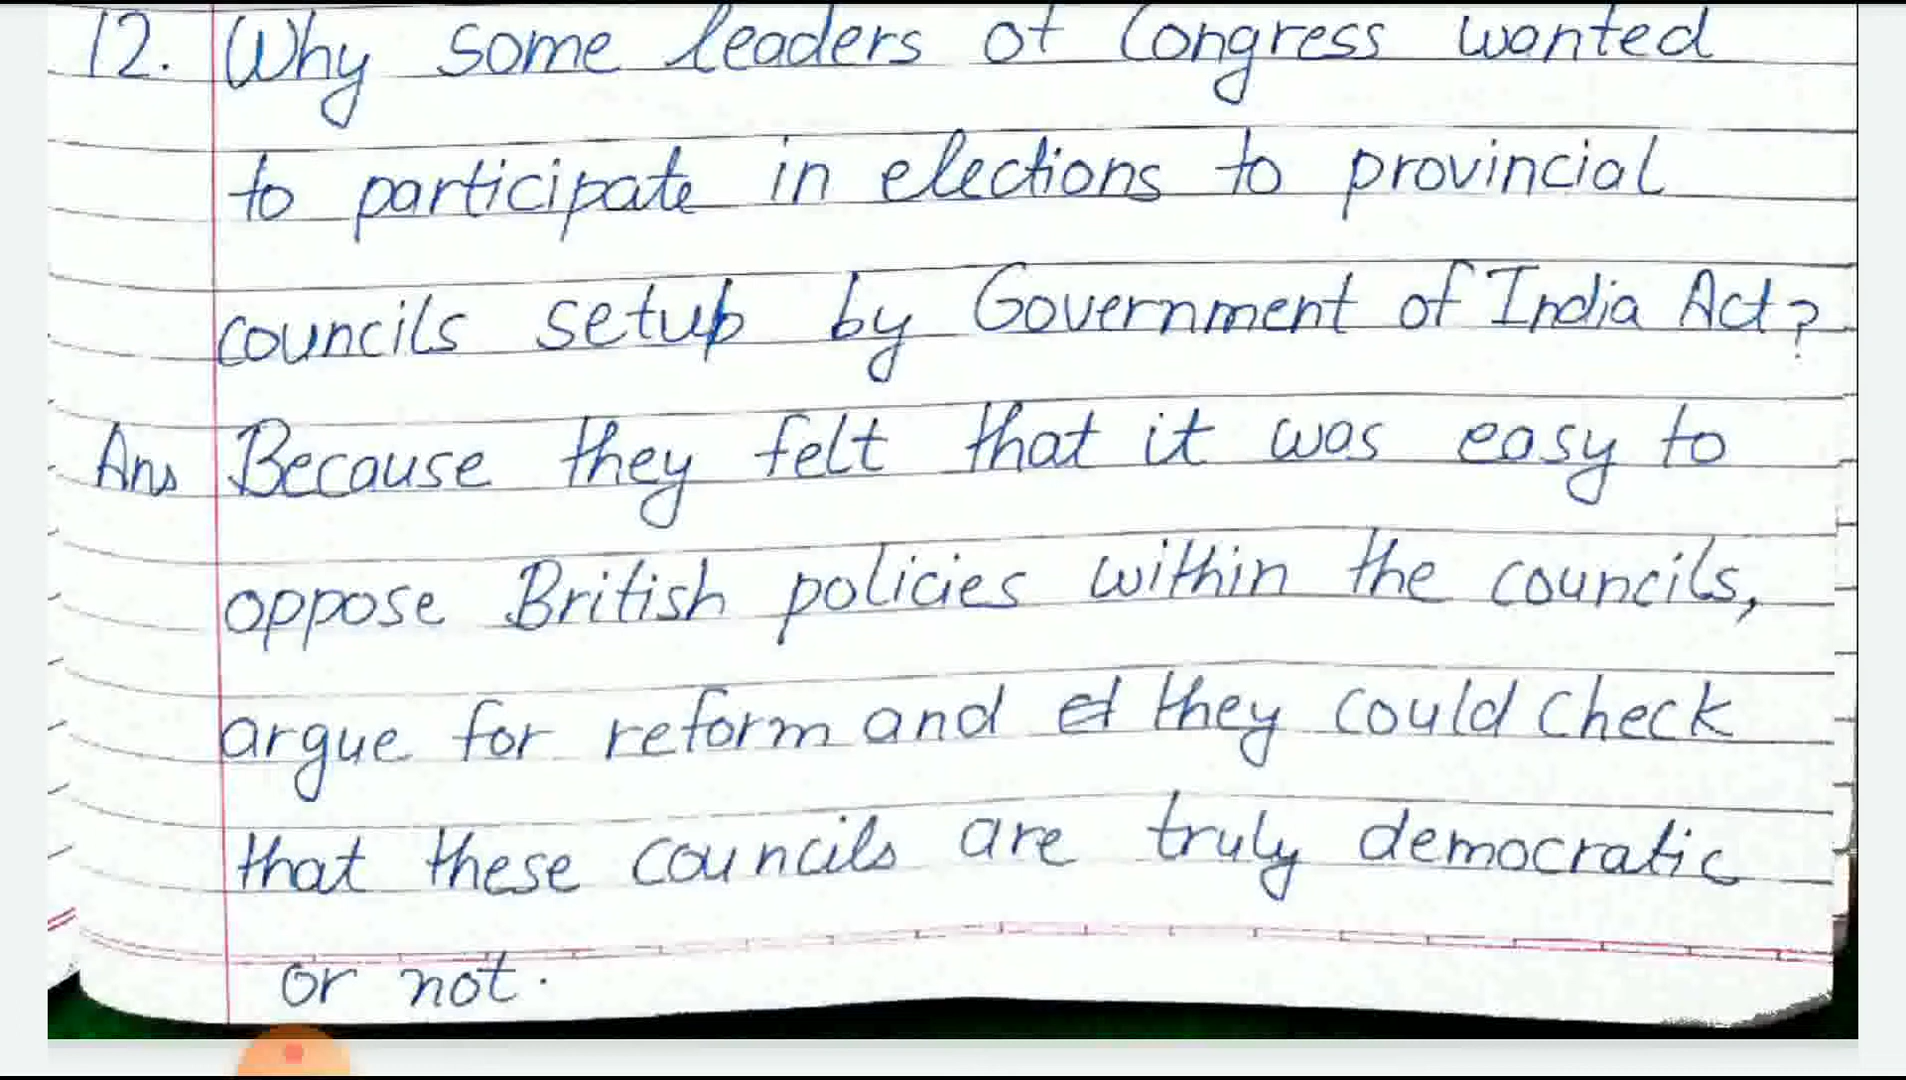 12. Why some leaders of Congress wanted
to participate in elections to provincial
councils setup by Government of India Act?
Ans Because they felt that it was easy to
oppose British policies within the councils,
argue for reform and they could check
that these councils are truly democratic
or not.